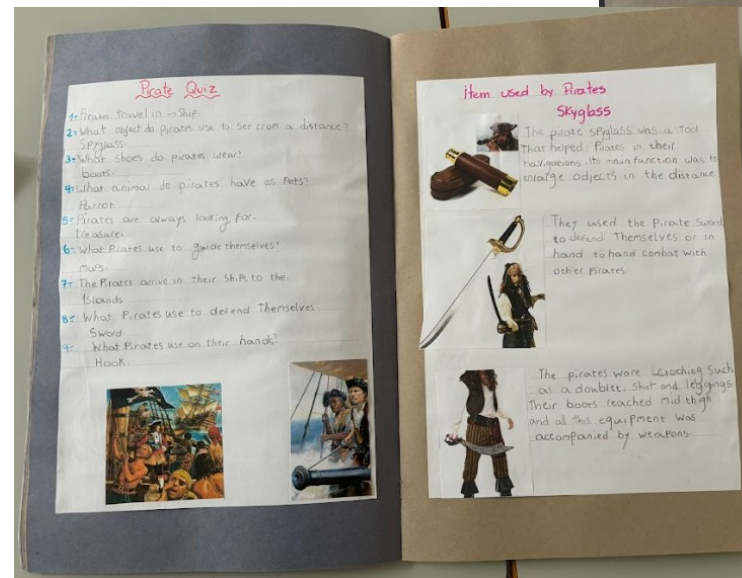 Pirate Quiz
1= Pirates travel in => Ship
2= What object do pirates use to see from a distance?
Spyglass
3= What shoes do pirates wear?
boots.
4= What animal do pirates have as Pets?
Parrot
5= Pirates are always looking for.
treasure.
6= What Pirates use to guide themselves?
maps.
7= The Pirates arrive in their Ships to the.
Islands
8= What Pirates use to defend Themselves
Sword
9= What Pirates use on their hands?
Hook.
item used by Pirates
Skyglass
The pirate spyglass was a Tool
That helped Pirates in their
navigations. Its main function was to
enlarge odjects in the distance
They used the Pirate Sword
to defend Themselves or in
hand to hand combat with
other pirates
The pirates wore such
as a doublet, shirt and leggings
Their boots reached Mid thigh
and all this equipment was
accompanied by weapons.